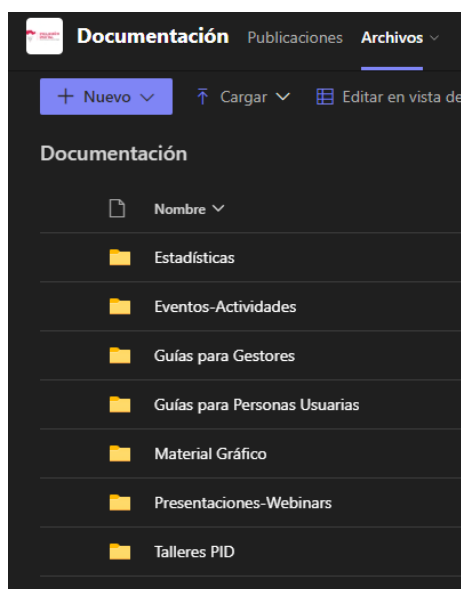 Documentación Publicaciones Archivos
Nuevo Cargar Editar en vista de
Documentación
Nombre
Estadísticas
Eventos-Actividades
Guías para Gestores
Guías para Personas Usuarias
Material Gráfico
Presentaciones-Webinars
Talleres PID